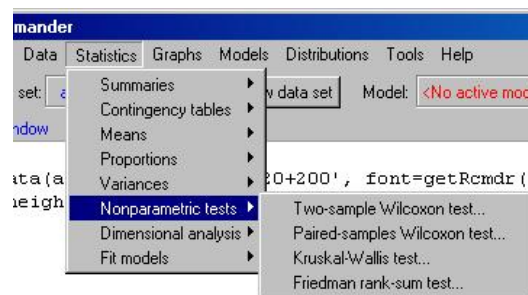 mander
Data Statistics Graphs Models Distributions Tools Help
set: data set Model: <No active mod
ndow
Summaries
Contingency tables
Means
Proportions
Variances
Nonparametric tests
Dimensional analysis
Fit models
ata(a 20+200', font=getRcmdr(
neigh
Two-sample Wilcoxon test...
Paired-samples Wilcoxon test...
Kruskal-Wallis test...
Friedman rank-sum test...